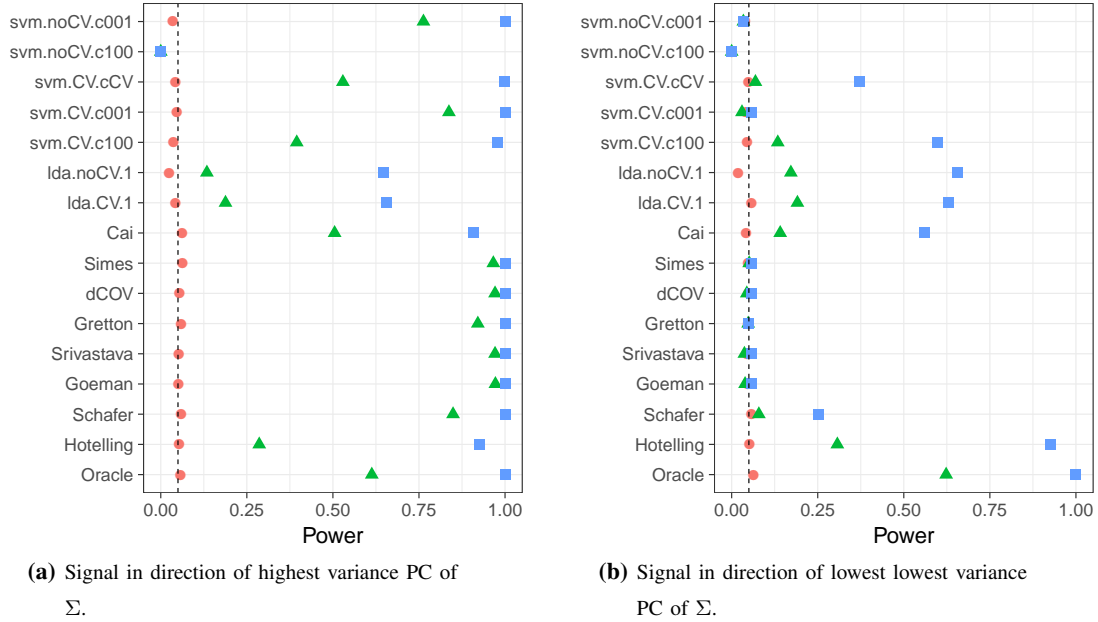 svm.noCV.c001
svm.noCV.c100
svm.CV.cCV
svm.CV.c001
svm.CV.c100
lda.noCV.1
lda.CV.1
Cai
Simes
dCOV
Gretton
Srivastava
Goeman
Schafer
Hotelling
Oracle
0.00 0.25 0.50 0.75 1.00
Power
(a) Signal in direction of highest variance PC of
Σ.
svm.noCV.c001
svm.noCV.c100
svm.CV.cCV
svm.CV.c001
svm.CV.c100
lda.noCV.1
lda.CV.1
Cai
Simes
dCOV
Gretton
Srivastava
Goeman
Schafer
Hotelling
Oracle
0.00 0.25 0.50 0.75 1.00
Power
(b) Signal in direction of lowest lowest variance
PC of Σ.